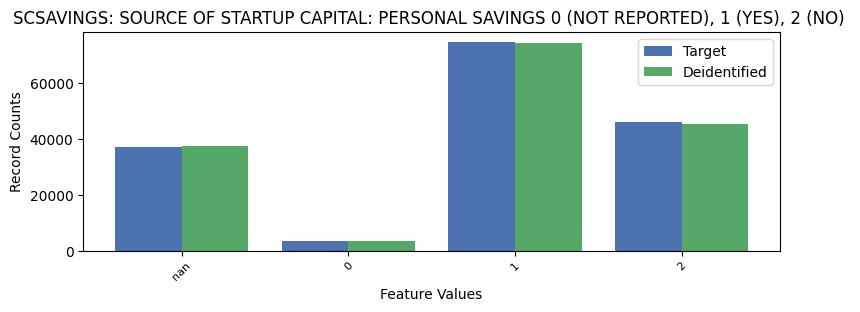 SCSAVINGS: SOURCE OF STARTUP CAPITAL: PERSONAL SAVINGS 0 (NOT REPORTED), 1 (YES), 2 (NO)
Target
Deidentified
Record Counts
60000
40000
20000
0
nan
0
1
2
Feature Values